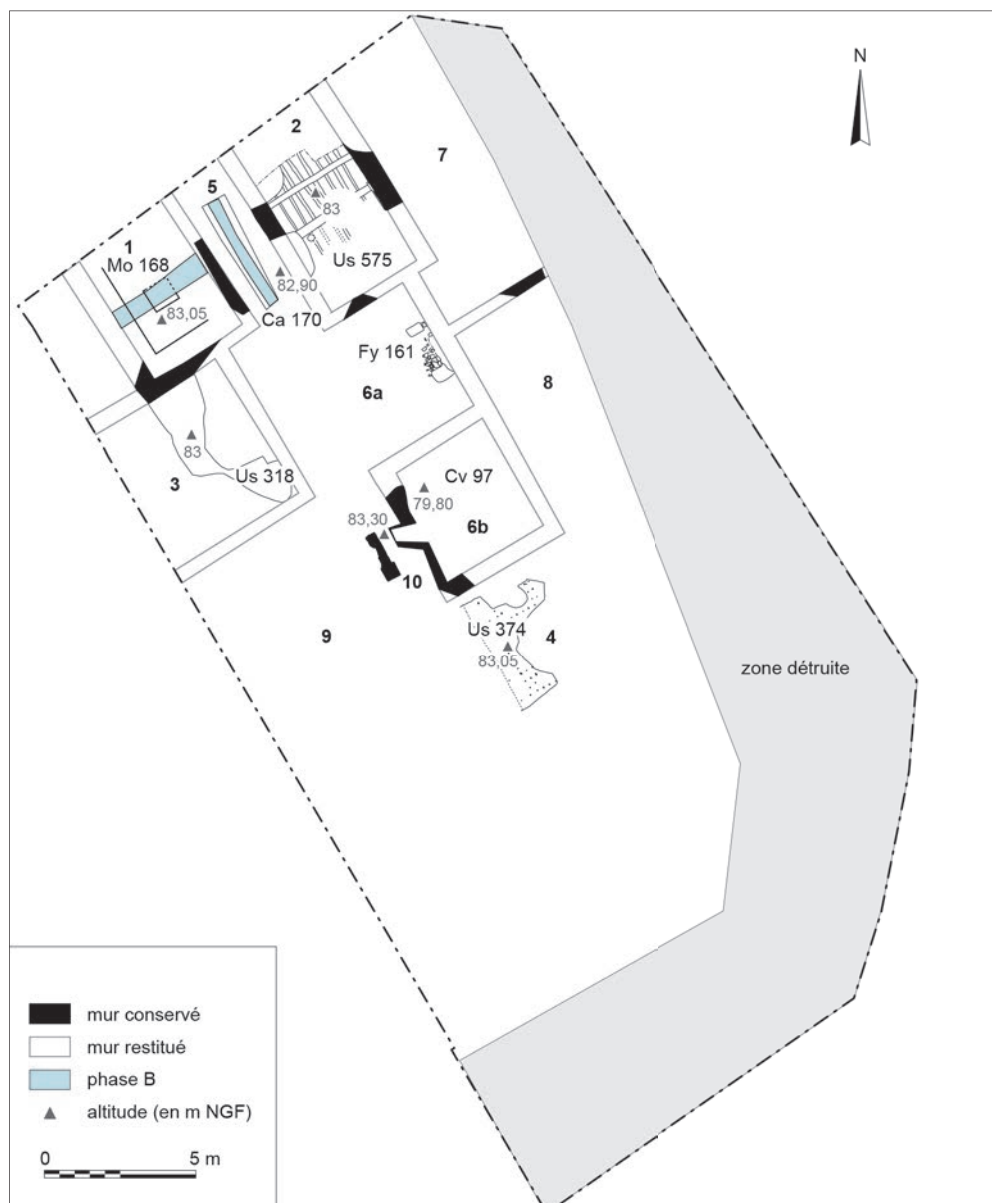 N
2
7
83
5
Us 575
1
Mo 168
82,90
83,05
Ca 170
Fy 161
8
6a
83
Us 318
3
Cv 97
79,80
83,30
6b
10
9
Us 374
4
83,05
zone détruite
mur conservé
mur restitué
phase B
altitude (en m NGF)
0 5 m